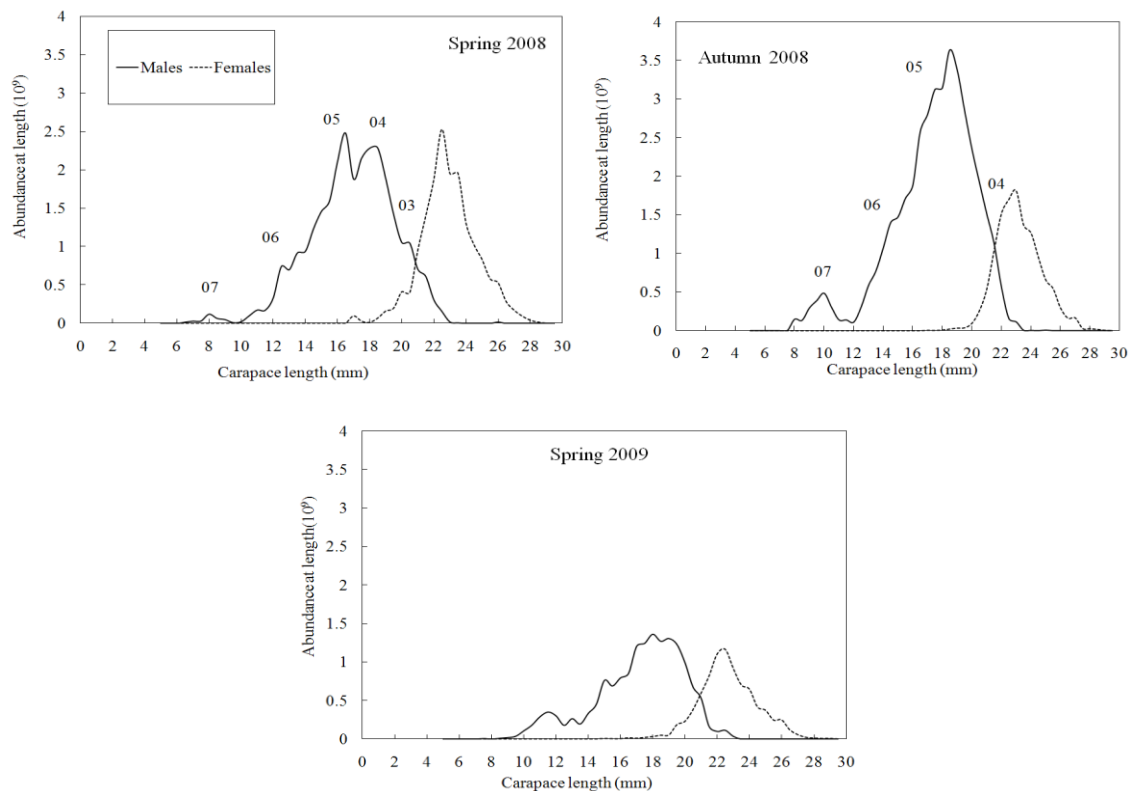 4
3.5
3
2.5
2
1.5
1
0.5
0
Abundance at length (10⁹)
Males Females
Spring 2008
07
06
05
04
03
0 2 4 6 8 10 12 14 16 18 20 22 24 26 28 30
Carapace length (mm)
4
3.5
3
2.5
2
1.5
1
0.5
0
Abundance at length (10⁹)
Autumn 2008
07
06
05
04
0 2 4 6 8 10 12 14 16 18 20 22 24 26 28 30
Carapace length (mm)
4
3.5
3
2.5
2
1.5
1
0.5
0
Abundance at length (10⁹)
Spring 2009
0 2 4 6 8 10 12 14 16 18 20 22 24 26 28 30
Carapace length (mm)